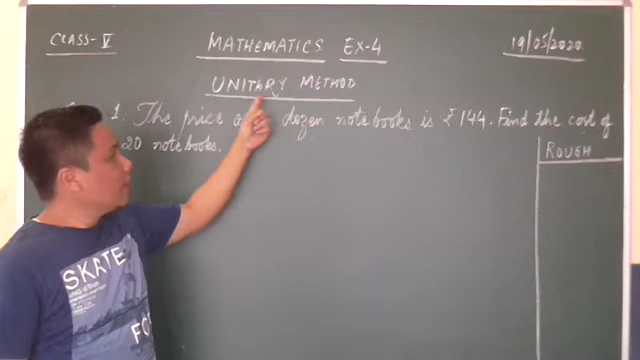 CLASS - V
MATHEMATICS EX-4
19/05/2020
UNITARY METHOD
1. The price dozen notebooks is ₹144. Find the cost of
20 notebooks.
ROUGH
SKATE